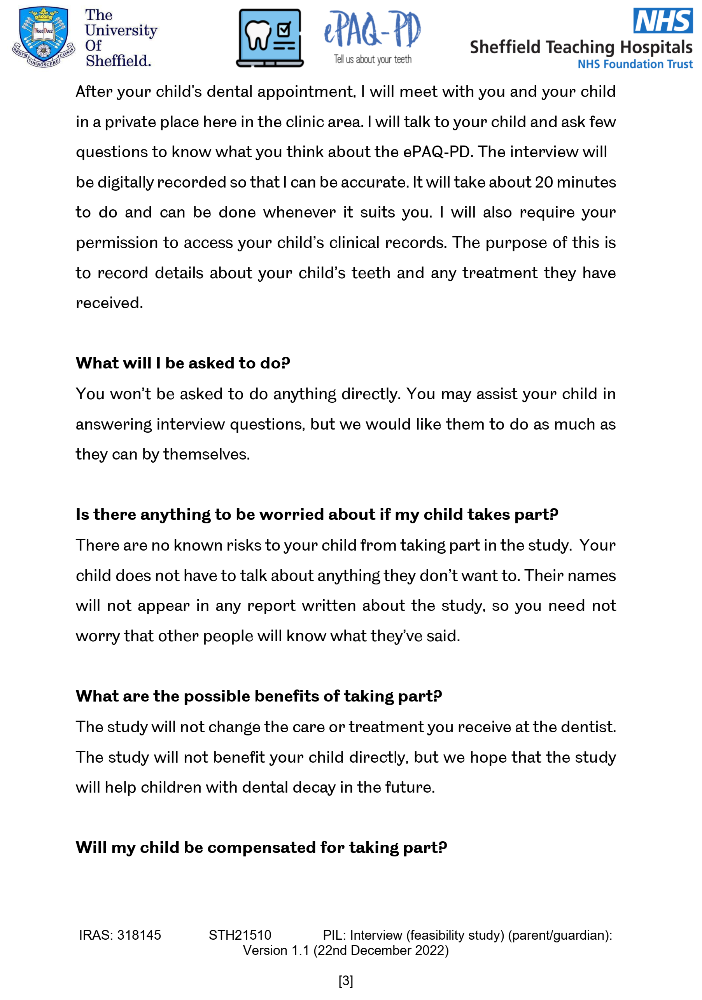 The
University
Of
Sheffield.
Disce Doce
RERVM COGNOSCERE CAVSAS
ePAQ-PD
Tell us about your teeth
NHS
Sheffield Teaching Hospitals
NHS Foundation Trust
After your child's dental appointment, I will meet with you and your child
in a private place here in the clinic area. I will talk to your child and ask few
questions to know what you think about the ePAQ-PD. The interview will
be digitally recorded so that I can be accurate. It will take about 20 minutes
to do and can be done whenever it suits you. I will also require your
permission to access your child’s clinical records. The purpose of this is
to record details about your child’s teeth and any treatment they have
received.
What will I be asked to do?
You won’t be asked to do anything directly. You may assist your child in
answering interview questions, but we would like them to do as much as
they can by themselves.
Is there anything to be worried about if my child takes part?
There are no known risks to your child from taking part in the study.  Your
child does not have to talk about anything they don’t want to. Their names
will not appear in any report written about the study, so you need not
worry that other people will know what they’ve said.
What are the possible benefits of taking part?
The study will not change the care or treatment you receive at the dentist.
The study will not benefit your child directly, but we hope that the study
will help children with dental decay in the future.
Will my child be compensated for taking part?
IRAS: 318145 STH21510 PIL: Interview (feasibility study) (parent/guardian):
Version 1.1 (22nd December 2022)
[3]